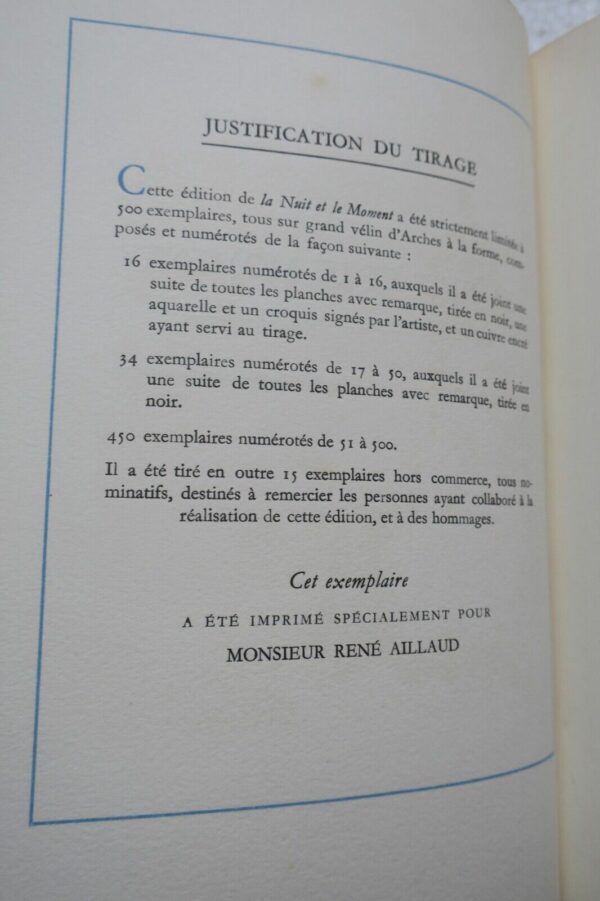 JUSTIFICATION DU TIRAGE
Cette édition de la Nuit et le Moment a été strictement limitée à
500 exemplaires, tous sur grand vélin d'Arches à la forme, com-
posés et numérotés de la façon suivante :
16 exemplaires numérotés de 1 à 16, auxquels il a été joint une
suite de toutes les planches avec remarque, tirée en noir, une
aquarelle et un croquis signés par l'artiste, et un cuivre encré
ayant servi au tirage.
34 exemplaires numérotés de 17 à 50, auxquels il a été joint
une suite de toutes les planches avec remarque, tirée en
noir.
450 exemplaires numérotés de 51 à 500.
Il a été tiré en outre 15 exemplaires hors commerce, tous no-
minatifs, destinés à remercier les personnes ayant collaboré à la
réalisation de cette édition, et à des hommages.
Cet exemplaire
A ÉTÉ IMPRIMÉ SPÉCIALEMENT POUR
MONSIEUR RENÉ AILLAUD